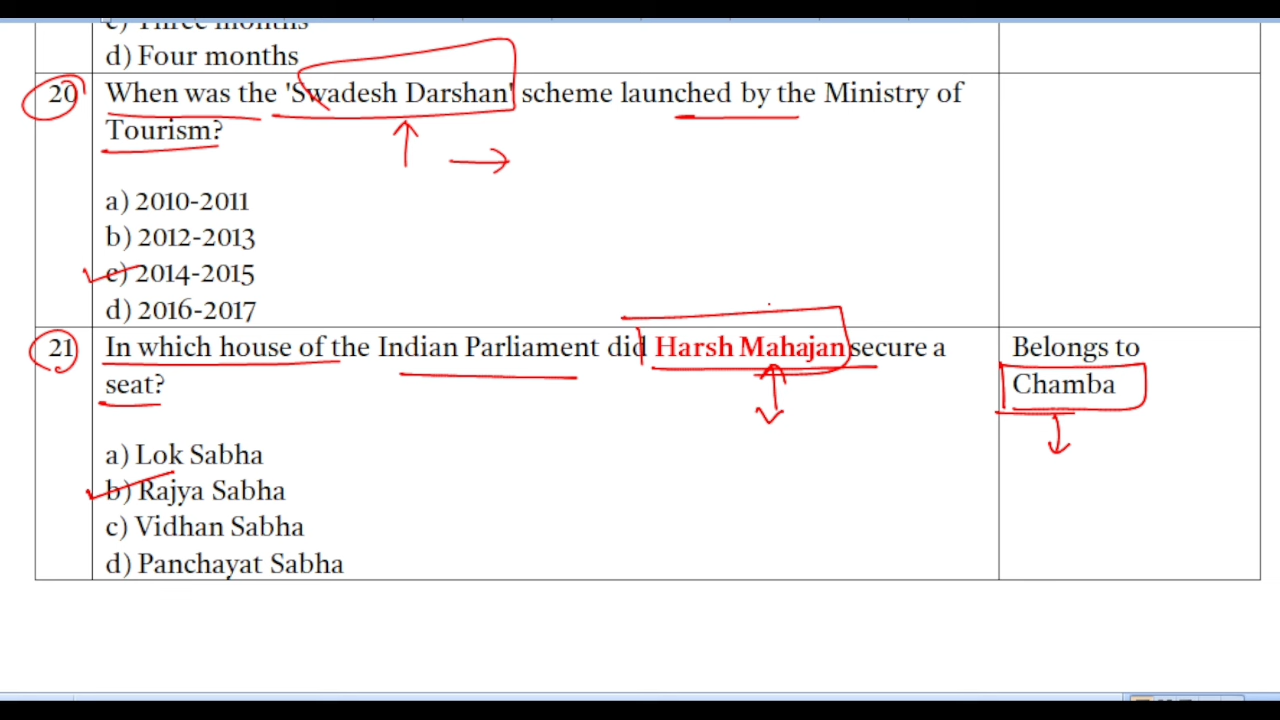 c) Three months
d) Four months
20 When was the 'Swadesh Darshan' scheme launched by the Ministry of
Tourism?
a) 2010-2011
b) 2012-2013
c) 2014-2015
d) 2016-2017
21 In which house of the Indian Parliament did Harsh Mahajan secure a
seat?
a) Lok Sabha
b) Rajya Sabha
c) Vidhan Sabha
d) Panchayat Sabha
Belongs to
Chamba